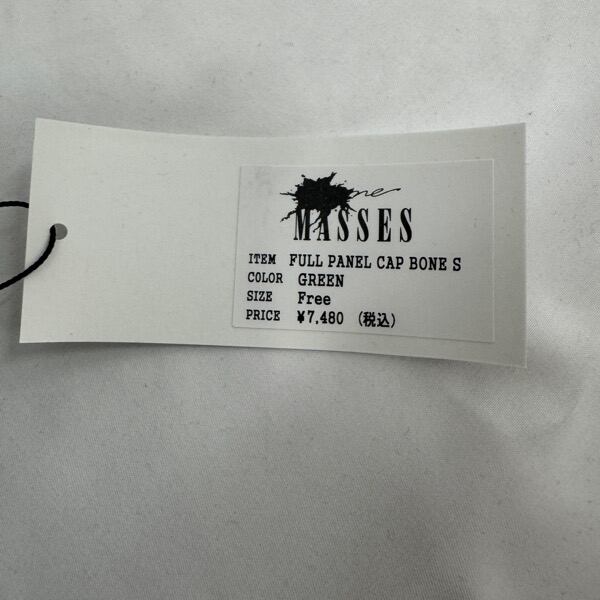 MASSES
ITEM FULL PANEL CAP BONE S
COLOR GREEN
SIZE Free
PRICE ¥7,480 (税込)